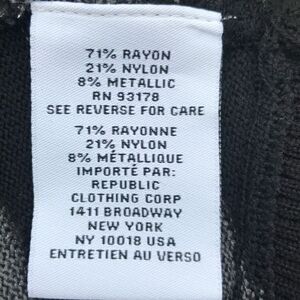 71% RAYON
21% NYLON
8% METALLIC
RN 93178
SEE REVERSE FOR CARE
71% RAYONNE
21% NYLON
8% MÉTALLIQUE
IMPORTÉ PAR:
REPUBLIC
CLOTHING CORP
1411 BROADWAY
NEW YORK
NY 10018 USA
ENTRETIEN AU VERSO